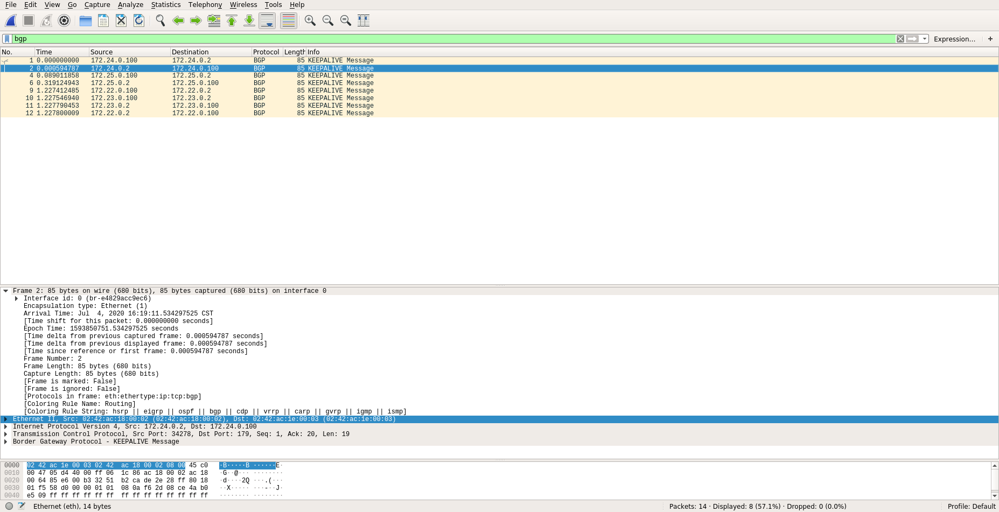 File Edit View Go Capture Analyze Statistics Telephony Wireless Tools Help
bgp Expression… +
No. Time Source Destination Protocol Length Info
1 0.000000000 172.24.0.100 172.24.0.2 BGP 85 KEEPALIVE Message
2 0.000594787 172.24.0.2 172.24.0.100 BGP 85 KEEPALIVE Message
4 0.089011858 172.25.0.100 172.25.0.2 BGP 85 KEEPALIVE Message
6 0.319124943 172.25.0.2 172.25.0.100 BGP 85 KEEPALIVE Message
9 1.227412485 172.22.0.100 172.22.0.2 BGP 85 KEEPALIVE Message
10 1.227546940 172.23.0.100 172.23.0.2 BGP 85 KEEPALIVE Message
11 1.227790453 172.23.0.2 172.23.0.100 BGP 85 KEEPALIVE Message
12 1.227800009 172.22.0.2 172.22.0.100 BGP 85 KEEPALIVE Message
Frame 2: 85 bytes on wire (680 bits), 85 bytes captured (680 bits) on interface 0
Interface id: 0 (br-e4829acc9ec6)
Encapsulation type: Ethernet (1)
Arrival Time: Jul  4, 2020 16:19:11.534297525 CST
[Time shift for this packet: 0.000000000 seconds]
Epoch Time: 1593850751.534297525 seconds
[Time delta from previous captured frame: 0.000594787 seconds]
[Time delta from previous displayed frame: 0.000594787 seconds]
[Time since reference or first frame: 0.000594787 seconds]
Frame Number: 2
Frame Length: 85 bytes (680 bits)
Capture Length: 85 bytes (680 bits)
[Frame is marked: False]
[Frame is ignored: False]
[Protocols in frame: eth:ethertype:ip:tcp:bgp]
[Coloring Rule Name: Routing]
[Coloring Rule String: hsrp || eigrp || ospf || bgp || cdp || vrrp || carp || gvrp || igmp || ismp]
Ethernet II, Src: 02:42:ac:18:00:02 (02:42:ac:18:00:02), Dst: 02:42:ac:1e:00:03 (02:42:ac:1e:00:03)
Internet Protocol Version 4, Src: 172.24.0.2, Dst: 172.24.0.100
Transmission Control Protocol, Src Port: 34278, Dst Port: 179, Seq: 1, Ack: 20, Len: 19
Border Gateway Protocol - KEEPALIVE Message
0000 02 42 ac 1e 00 03 02 42 ac 18 00 02 08 00 45 c0 ·B·····B ······E·
0010 00 47 05 d4 40 00 ff 06 1c 86 ac 18 00 02 ac 18 ·G··@··· ········
0020 00 64 85 e6 00 b3 32 51 b2 ca de 2e 28 ff 80 18 ·d····2Q ···.(···
0030 01 f5 58 d0 00 00 01 01 08 0a f6 2d 08 ce 4a b0 ··X····· ···-··J·
0040 e5 09 ff ff ff ff ff ff ff ff ff ff ff ff ff ff ········ ········
Ethernet (eth), 14 bytes Packets: 14 · Displayed: 8 (57.1%) · Dropped: 0 (0.0%) Profile: Default